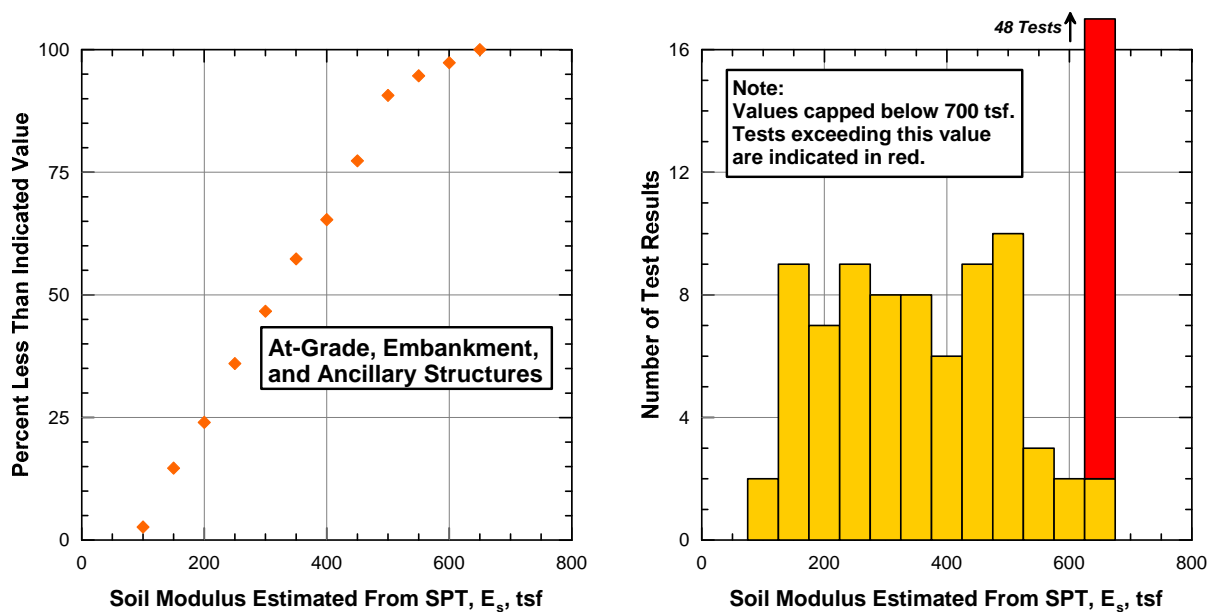 Percent Less Than Indicated Value
100
75
50
25
0
At-Grade, Embankment,
and Ancillary Structures
0 200 400 600 800
Soil Modulus Estimated From SPT, Es, tsf
48 Tests
Number of Test Results
16
12
8
4
0
Note:
Values capped below 700 tsf.
Tests exceeding this value
are indicated in red.
0 200 400 600 800
Soil Modulus Estimated From SPT, Es, tsf